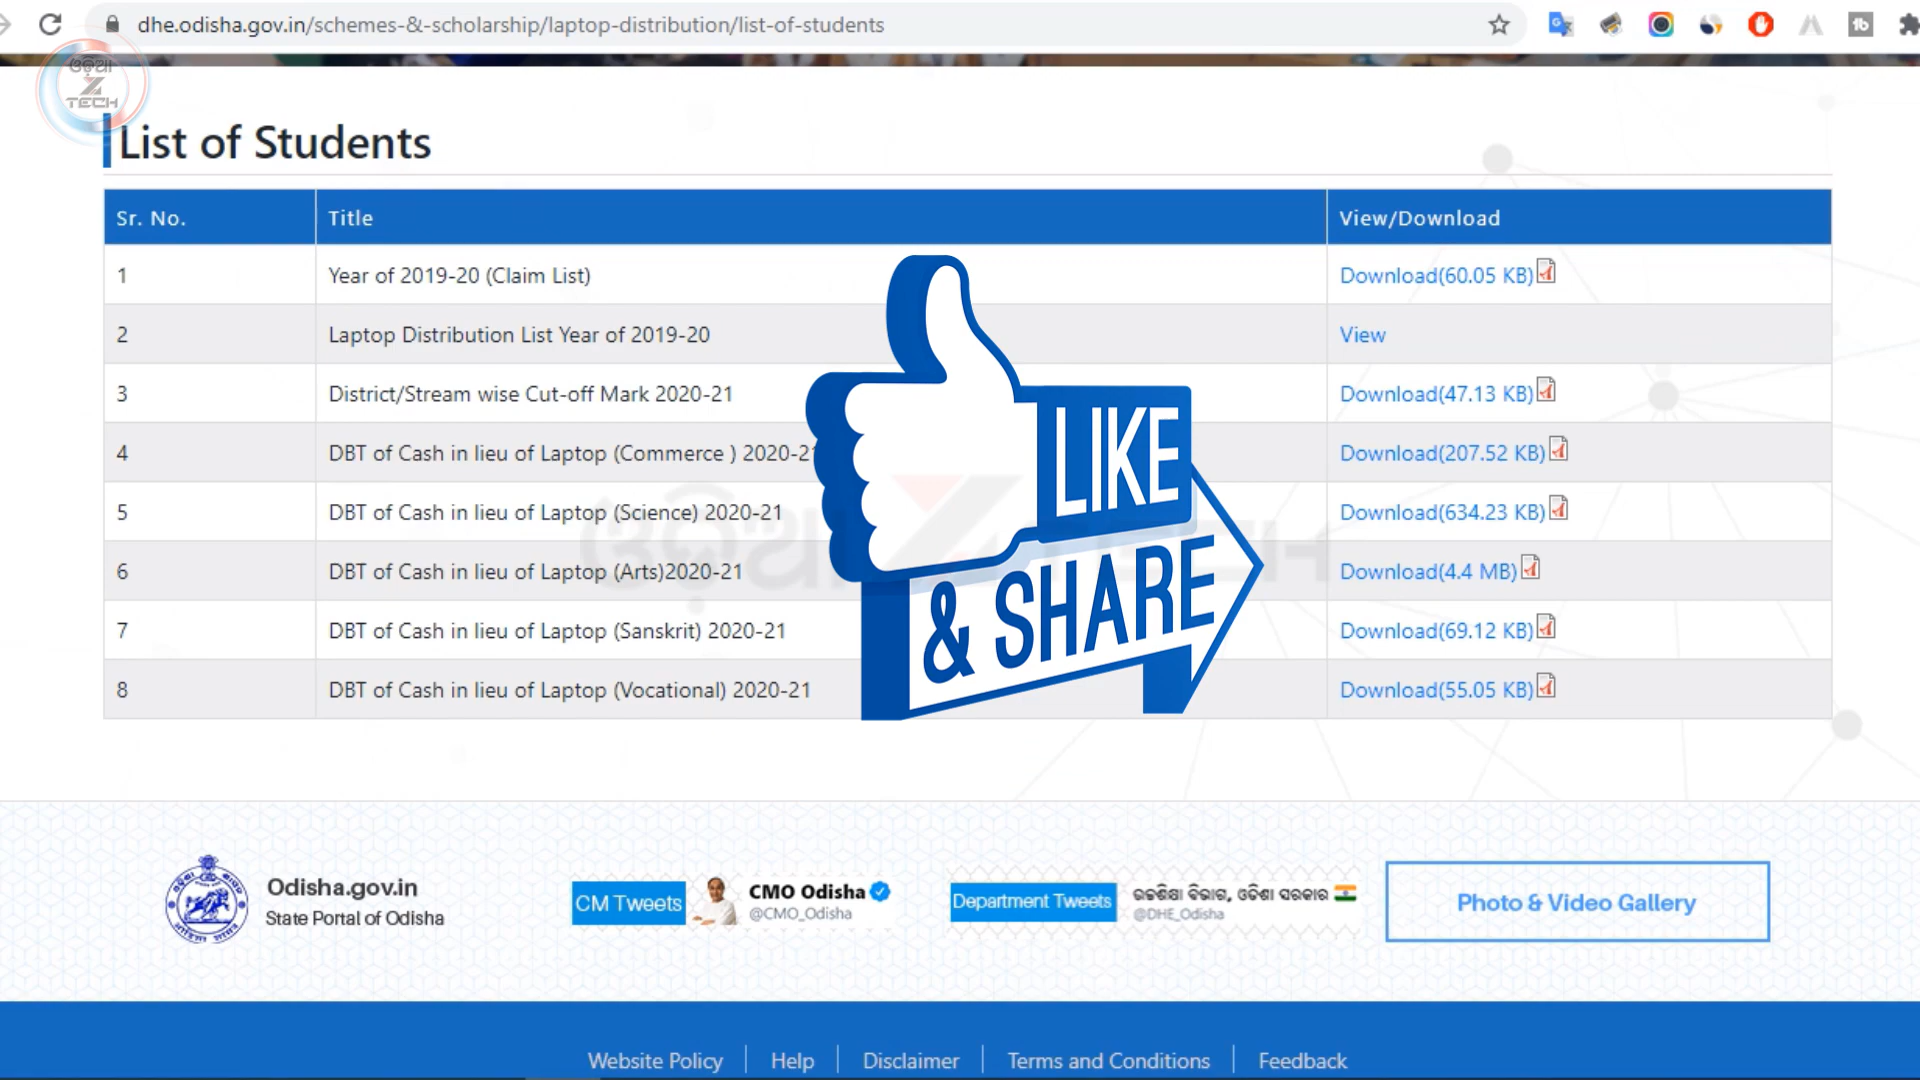 dhe.odisha.gov.in/schemes-&-scholarship/laptop-distribution/list-of-students
ଓଡ଼ିଆ
Z
TECH
List of Students
Sr. No. Title View/Download
1 Year of 2019-20 (Claim List) Download(60.05 KB)
2 Laptop Distribution List Year of 2019-20 View
3 District/Stream wise Cut-off Mark 2020-21 Download(47.13 KB)
4 DBT of Cash in lieu of Laptop (Commerce ) 2020-21 Download(207.52 KB)
5 DBT of Cash in lieu of Laptop (Science) 2020-21 Download(634.23 KB)
6 DBT of Cash in lieu of Laptop (Arts)2020-21 Download(4.4 MB)
7 DBT of Cash in lieu of Laptop (Sanskrit) 2020-21 Download(69.12 KB)
8 DBT of Cash in lieu of Laptop (Vocational) 2020-21 Download(55.05 KB)
LIKE
& SHARE
ଓଡ଼ିଆ Z TECH
Odisha.gov.in
State Portal of Odisha
CM Tweets
CMO Odisha
@CMO_Odisha
Department Tweets
ଉଚ୍ଚଶିକ୍ଷା ବିଭାଗ, ଓଡିଶା ସରକାର
@DHE_Odisha
Photo & Video Gallery
Website Policy Help Disclaimer Terms and Conditions Feedback